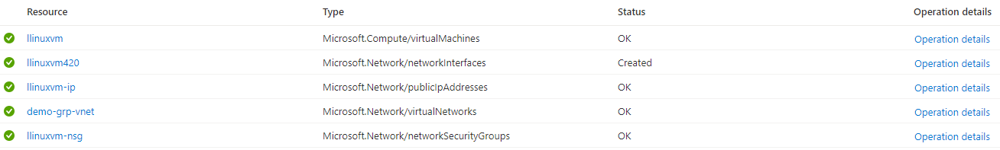 Resource Type Status Operation details
llinuxvm Microsoft.Compute/virtualMachines OK Operation details
llinuxvm420 Microsoft.Network/networkInterfaces Created Operation details
llinuxvm-ip Microsoft.Network/publicIpAddresses OK Operation details
demo-grp-vnet Microsoft.Network/virtualNetworks OK Operation details
llinuxvm-nsg Microsoft.Network/networkSecurityGroups OK Operation details